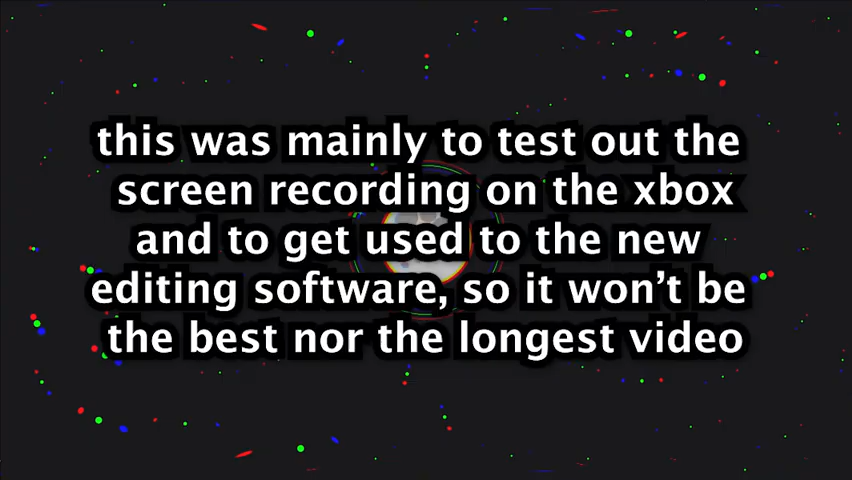 this was mainly to test out the
screen recording on the xbox
and to get used to the new
editing software, so it won’t be
the best nor the longest video